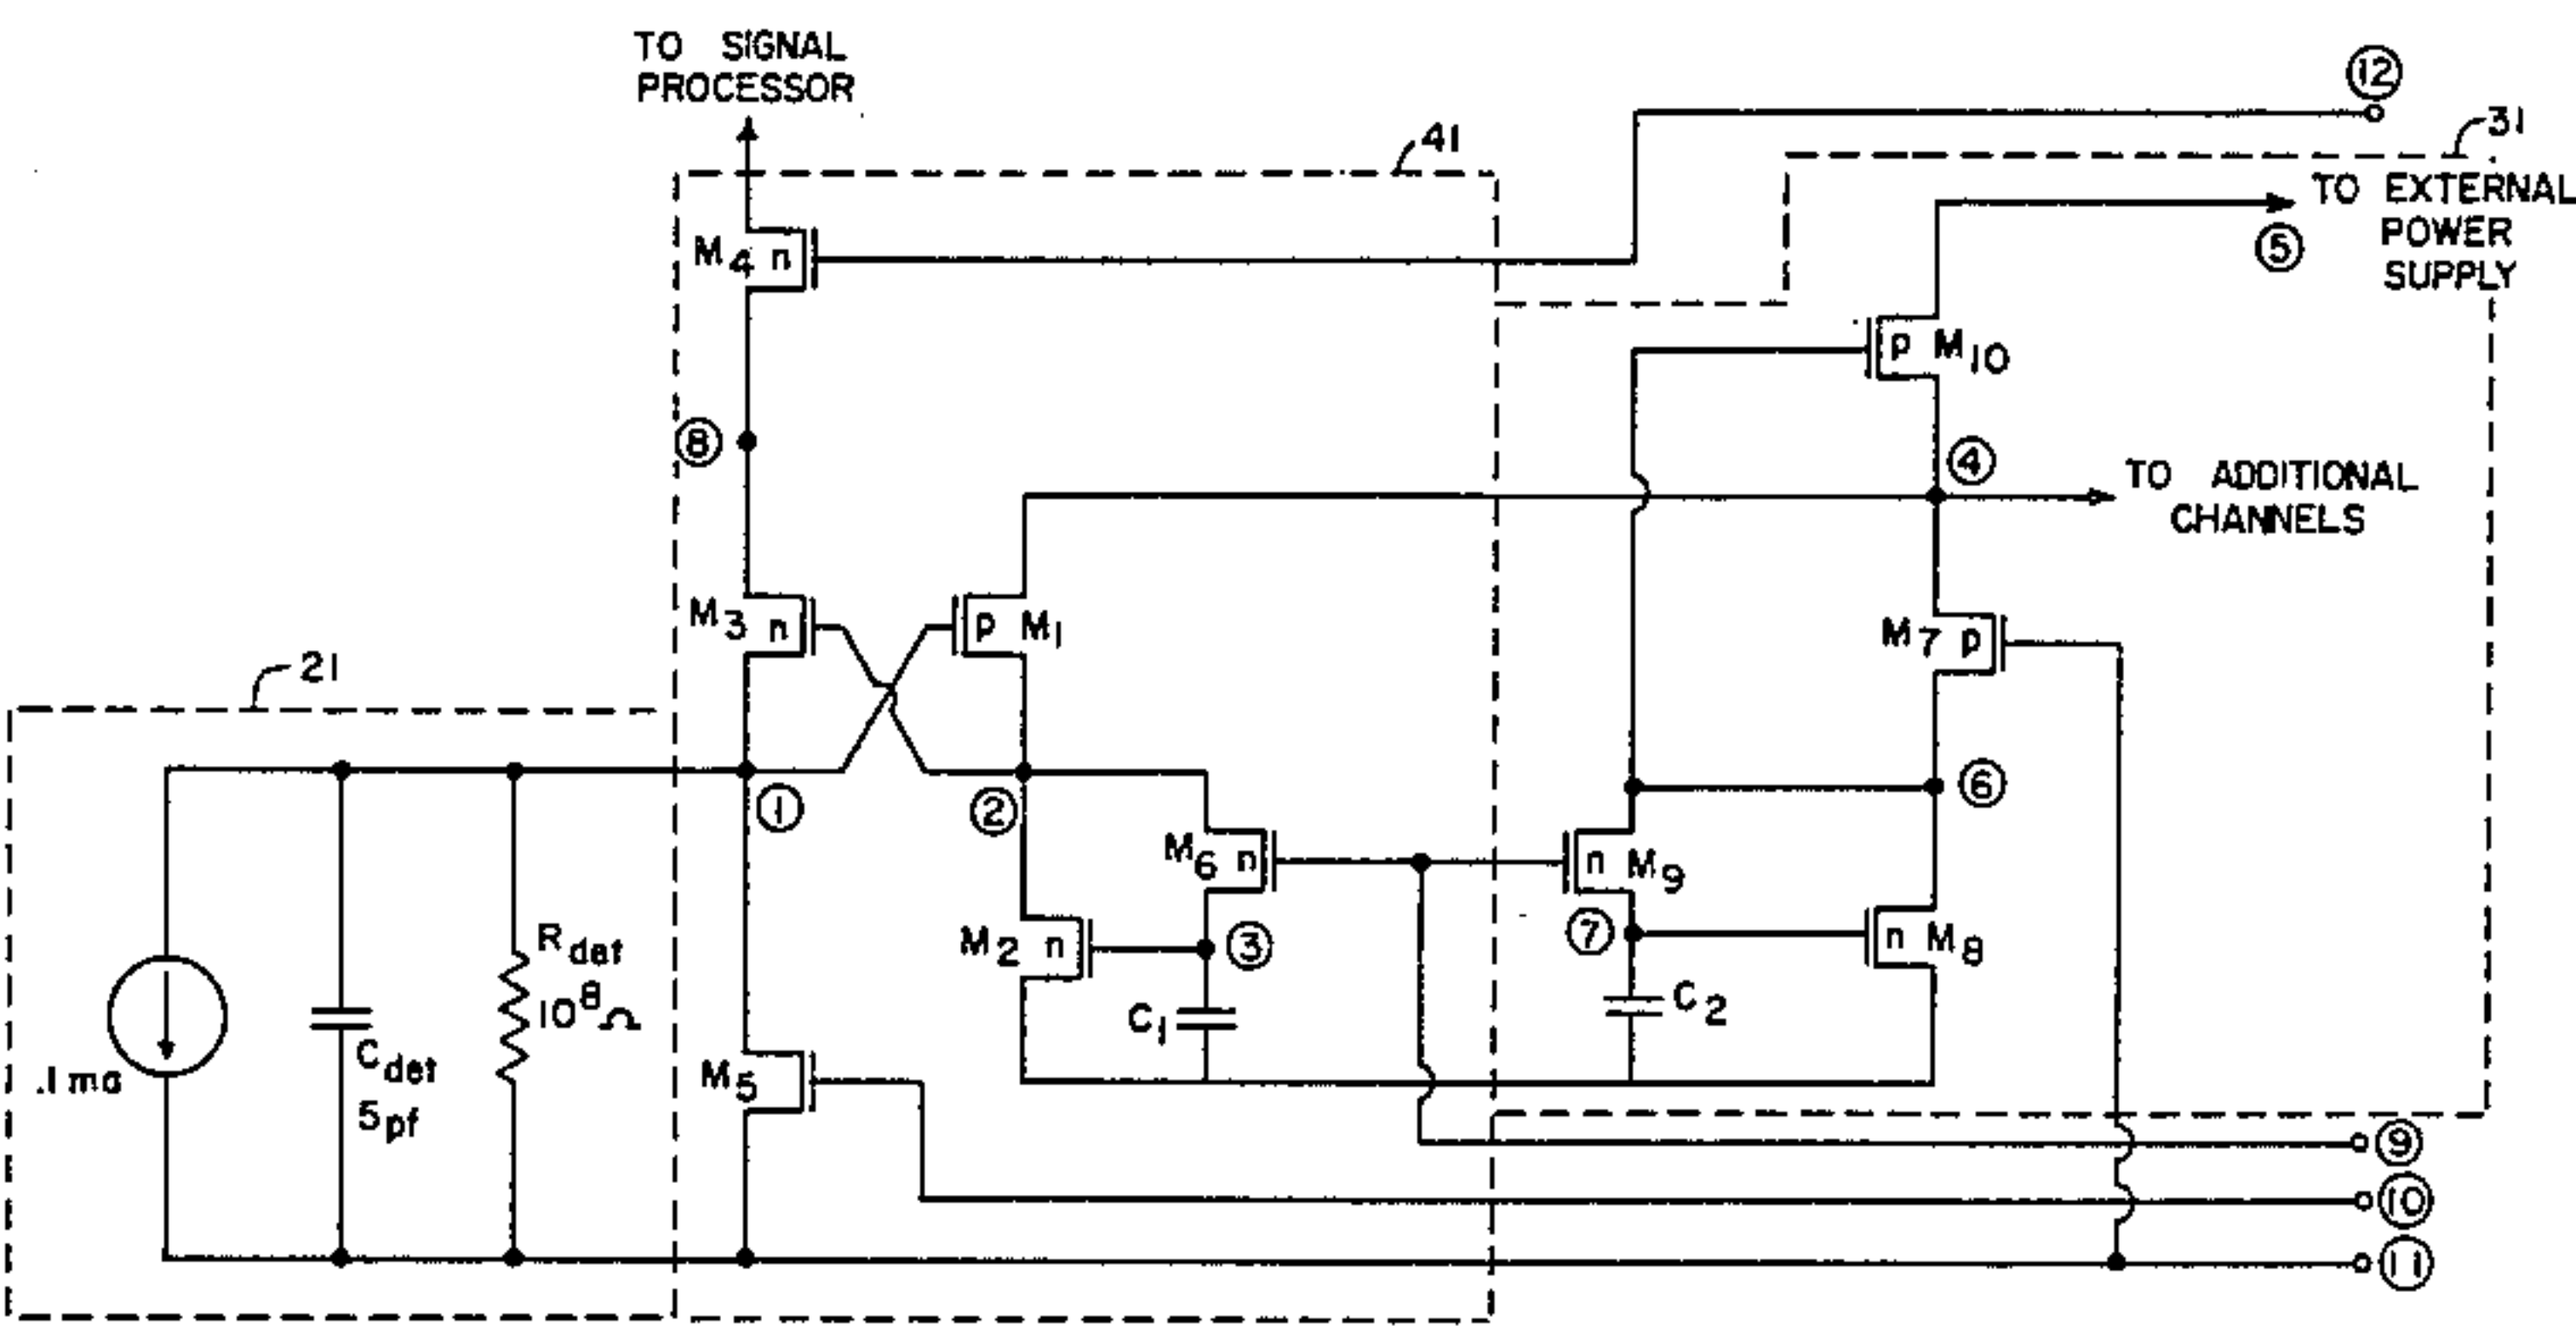 TO SIGNAL
PROCESSOR
12
41
31
TO EXTERNAL
POWER
SUPPLY
5
M4 n
p M10
8
4
TO ADDITIONAL
CHANNELS
M3 n
p M1
M7 p
21
1
2
6
M6 n
n M9
Rdet
10⁸Ω
M2 n
3
7
n M8
.1 ma
Cdet
5pf
M5
C1
C2
9
10
11